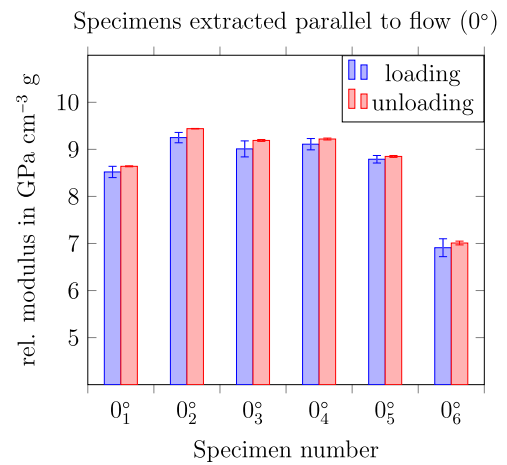 Specimens extracted parallel to flow (0°)
loading
unloading
rel. modulus in GPa cm⁻³ g
10
9
8
7
6
5
0°₁ 0°₂ 0°₃ 0°₄ 0°₅ 0°₆
Specimen number